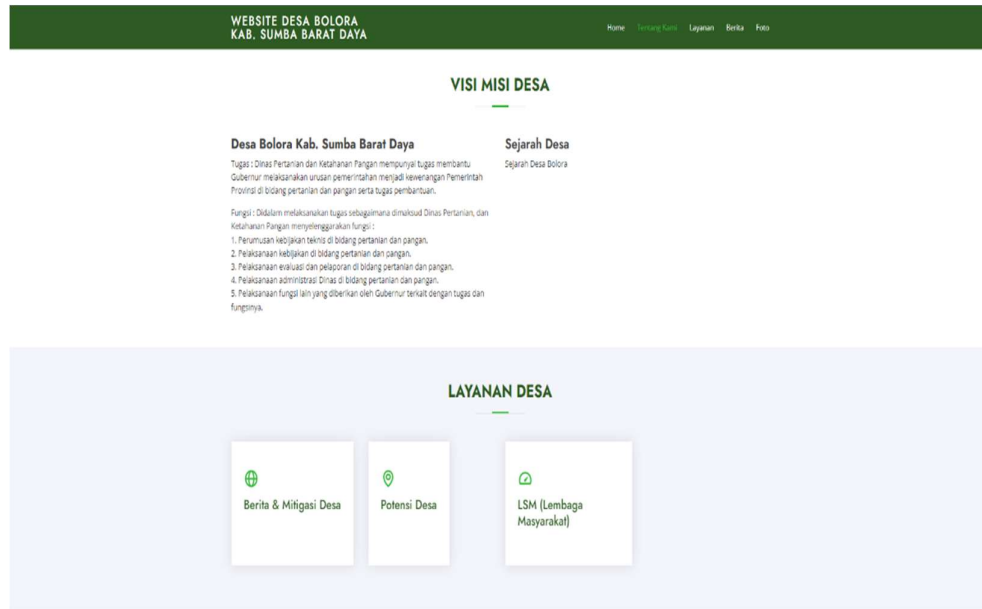 WEBSITE DESA BOLORA
KAB. SUMBA BARAT DAYA
Home Tentang Kami Layanan Berita Foto
VISI MISI DESA
Desa Bolora Kab. Sumba Barat Daya
Tugas : Dinas Pertanian dan Ketahanan Pangan mempunyai tugas membantu
Gubernur melaksanakan urusan pemerintahan menjadi kewenangan Pemerintah
Provinsi di bidang pertanian dan pangan serta tugas pembantuan.
Fungsi : Didalam melaksanakan tugas sebagaimana dimaksud Dinas Pertanian, dan
Ketahanan Pangan menyelenggarakan fungsi :
1. Perumusan kebijakan teknis di bidang pertanian dan pangan.
2. Pelaksanaan kebijakan di bidang pertanian dan pangan.
3. Pelaksanaan evaluasi dan pelaporan di bidang pertanian dan pangan.
4. Pelaksanaan administrasi Dinas di bidang pertanian dan pangan.
5. Pelaksanaan fungsi lain yang diberikan oleh Gubernur terkait dengan tugas dan
fungsinya.
Sejarah Desa
Sejarah Desa Bolora
LAYANAN DESA
Berita & Mitigasi Desa
Potensi Desa
LSM (Lembaga
Masyarakat)